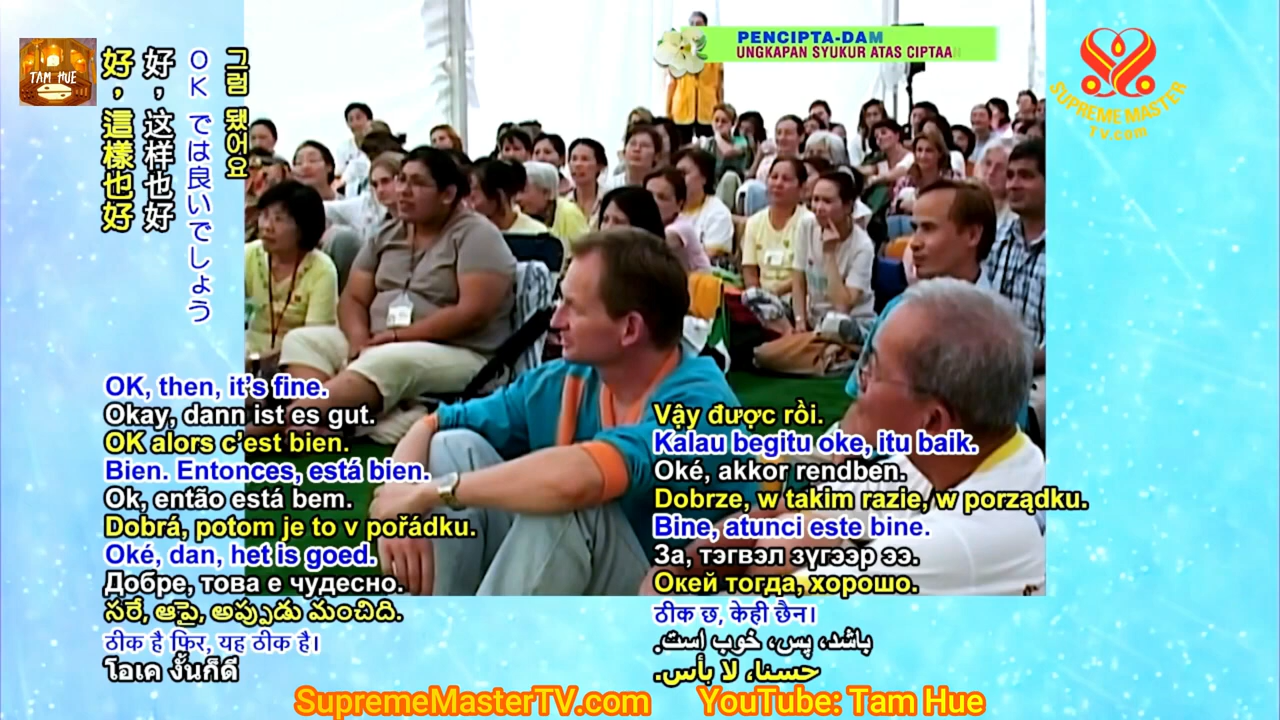 TAM HUE
好，這樣也好
好，这样也好
OK では良いでしょう
그럼 됐어요
PENCIPTA-DAM
UNGKAPAN SYUKUR ATAS CIPTAAN
SUPREME MASTER
TV.com
OK, then, it's fine.
Okay, dann ist es gut.
OK alors c'est bien.
Bien. Entonces, está bien.
Ok, então está bem.
Dobrá, potom je to v pořádku.
Oké, dan, het is goed.
Добре, това е чудесно.
సరే, ఆపై, అప్పుడు మంచిది.
ठीक है फिर, यह ठीक है।
โอเค งั้นก็ดี
Vậy được rồi.
Kalau begitu oke, itu baik.
Oké, akkor rendben.
Dobrze, w takim razie, w porządku.
Bine, atunci este bine.
За, тэгвэл зүгээр ээ.
Окей тогда, хорошо.
ठीक छ, केही छैन।
باشد، پس، خوب است.
حسنا، لا بأس.
SupremeMasterTV.com YouTube: Tam Hue